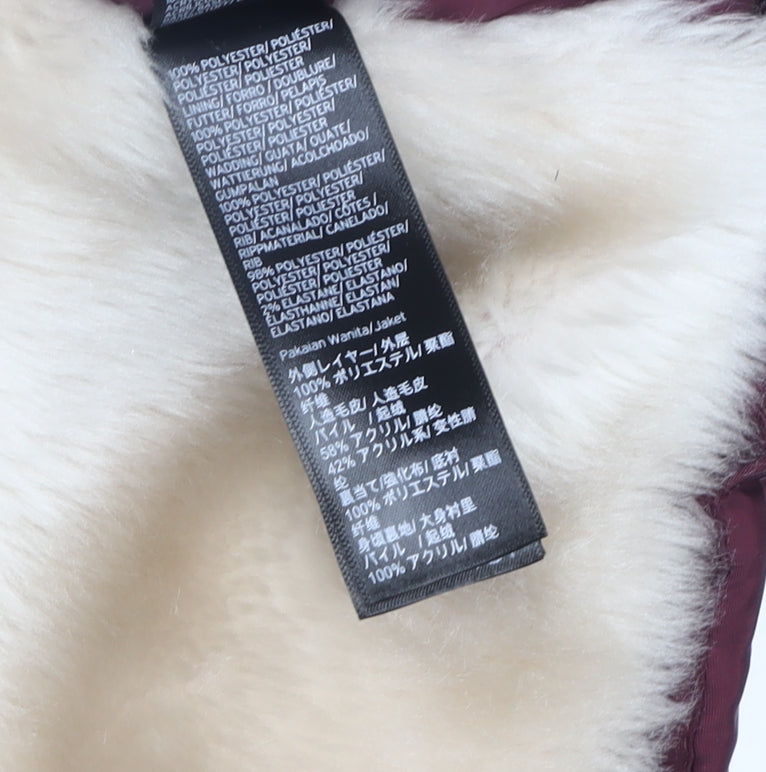 100% POLYESTER/ POLIÉSTER/
POLYESTER/ POLYESTER/
POLIÉSTER/ POLIESTER
LINING/ FORRO/ DOUBLURE/
FUTTER/ FORRO/ PELAPIS
100% POLYESTER/ POLIÉSTER/
POLYESTER/ POLYESTER/
POLIÉSTER/ POLIESTER
WADDING/ GUATA/ OUATE/
WATTIERUNG/ ACOLCHOADO/
GUMPALAN
100% POLYESTER/ POLIÉSTER/
POLYESTER/ POLYESTER/
POLIÉSTER/ POLIESTER
RIB/ ACANALADO/ CÔTES/
RIPPMATERIAL/ CANELADO/
RIB
98% POLYESTER/ POLIÉSTER/
POLYESTER/ POLYESTER/
POLIÉSTER/ POLIESTER
2% ELASTANE/ ELASTANO/
ÉLASTHANNE/ ELASTAN/
ELASTANO/ ELASTANA
Pakaian Wanita/Jaket
外側レイヤー/ 外层
100% ポリエステル/ 聚酯
纤维
人造毛皮/ 人造毛皮
パイル /起绒
58% アクリル/ 腈纶
42% アクリル系/ 变性腈
纶
裏当て/强化布/ 底衬
100% ポリエステル/ 聚酯
纤维
身頃裏地/ 大身衬里
パイル /起绒
100% アクリル/ 腈纶